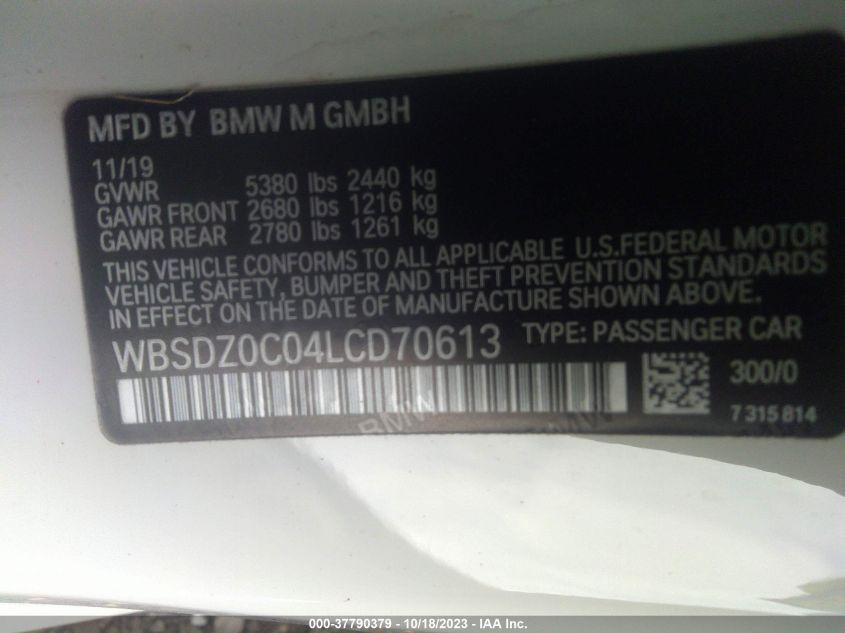 MFD BY BMW M GMBH
11/19
GVWR 5380 lbs 2440 kg
GAWR FRONT 2680 lbs 1216 kg
GAWR REAR 2780 lbs 1261 kg
THIS VEHICLE CONFORMS TO ALL APPLICABLE U.S.FEDERAL MOTOR
VEHICLE SAFETY, BUMPER AND THEFT PREVENTION STANDARDS
IN EFFECT ON THE DATE OF MANUFACTURE SHOWN ABOVE.
WBSDZ0C04LCD70613 TYPE: PASSENGER CAR
300/0
7315814
BMW
BMW
000-37790379 - 10/18/2023 - IAA Inc.